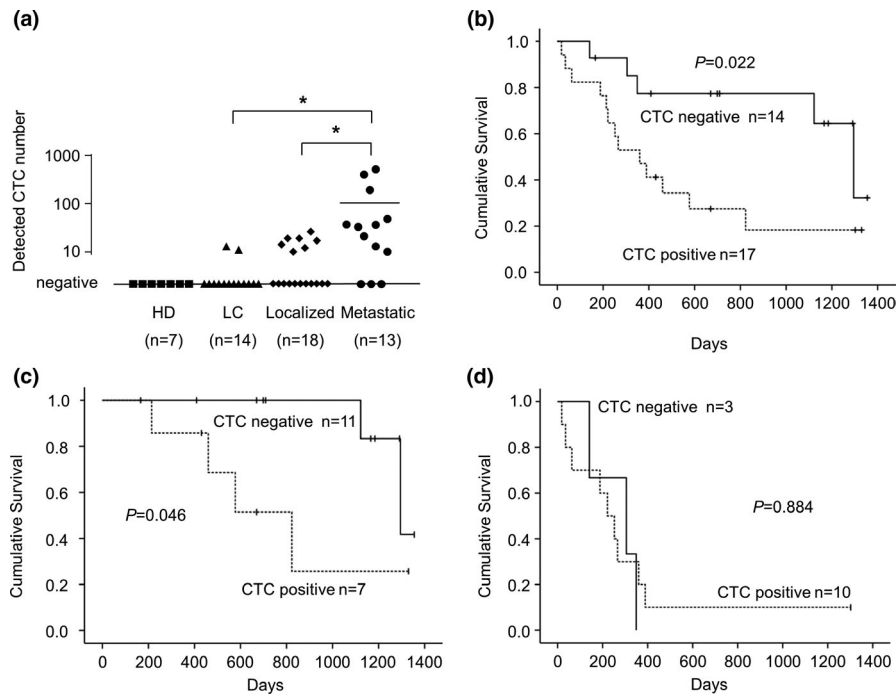 (a)
*
*
Detected CTC number
1000
100
10
negative
HD LC Localized Metastatic
(n=7) (n=14) (n=18) (n=13)
(b)
Cumulative Survival
1.0
0.8
0.6
0.4
0.2
0.0
P=0.022
CTC negative n=14
CTC positive n=17
0 200 400 600 800 1000 1200 1400
Days
(c)
Cumulative Survival
1.0
0.8
0.6
0.4
0.2
0.0
CTC negative n=11
P=0.046
CTC positive n=7
0 200 400 600 800 1000 1200 1400
Days
(d)
Cumulative Survival
1.0
0.8
0.6
0.4
0.2
0.0
CTC negative n=3
P=0.884
CTC positive n=10
0 200 400 600 800 1000 1200 1400
Days